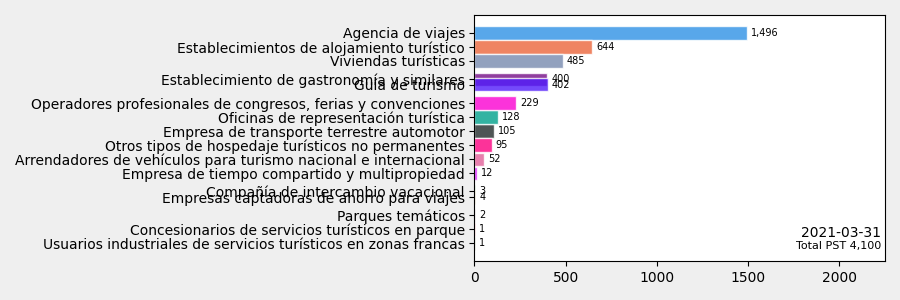 Agencia de viajes 1,496
Establecimientos de alojamiento turístico 644
Viviendas turísticas 485
Establecimiento de gastronomía y similares 400
Guía de turismo 402
Operadores profesionales de congresos, ferias y convenciones 229
Oficinas de representación turística 128
Empresa de transporte terrestre automotor 105
Otros tipos de hospedaje turísticos no permanentes 95
Arrendadores de vehículos para turismo nacional e internacional 52
Empresa de tiempo compartido y multipropiedad 12
Compañía de intercambio vacacional 3
Empresas captadoras de ahorro para viajes 4
Parques temáticos 2
Concesionarios de servicios turísticos en parque 1
Usuarios industriales de servicios turísticos en zonas francas 1
2021-03-31
Total PST 4,100
0 500 1000 1500 2000